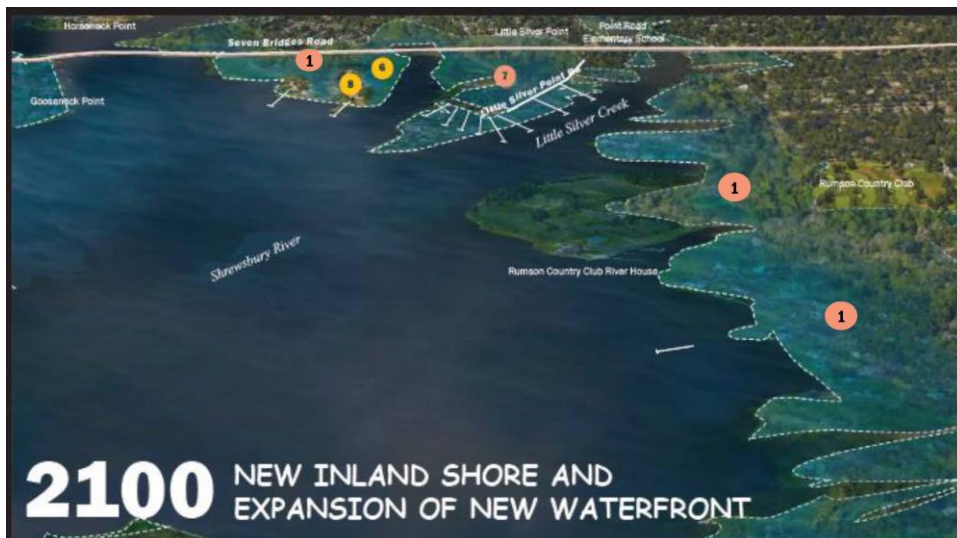 Horseneck Point
Little Silver Point
Point Road
Elementary School
Seven Bridges Road
1
6
8
7
Little Silver Point Rd
Gooseneck Point
Little Silver Creek
1
Rumson Country Club
Shrewsbury River
Rumson Country Club River House
1
2100 NEW INLAND SHORE AND
EXPANSION OF NEW WATERFRONT